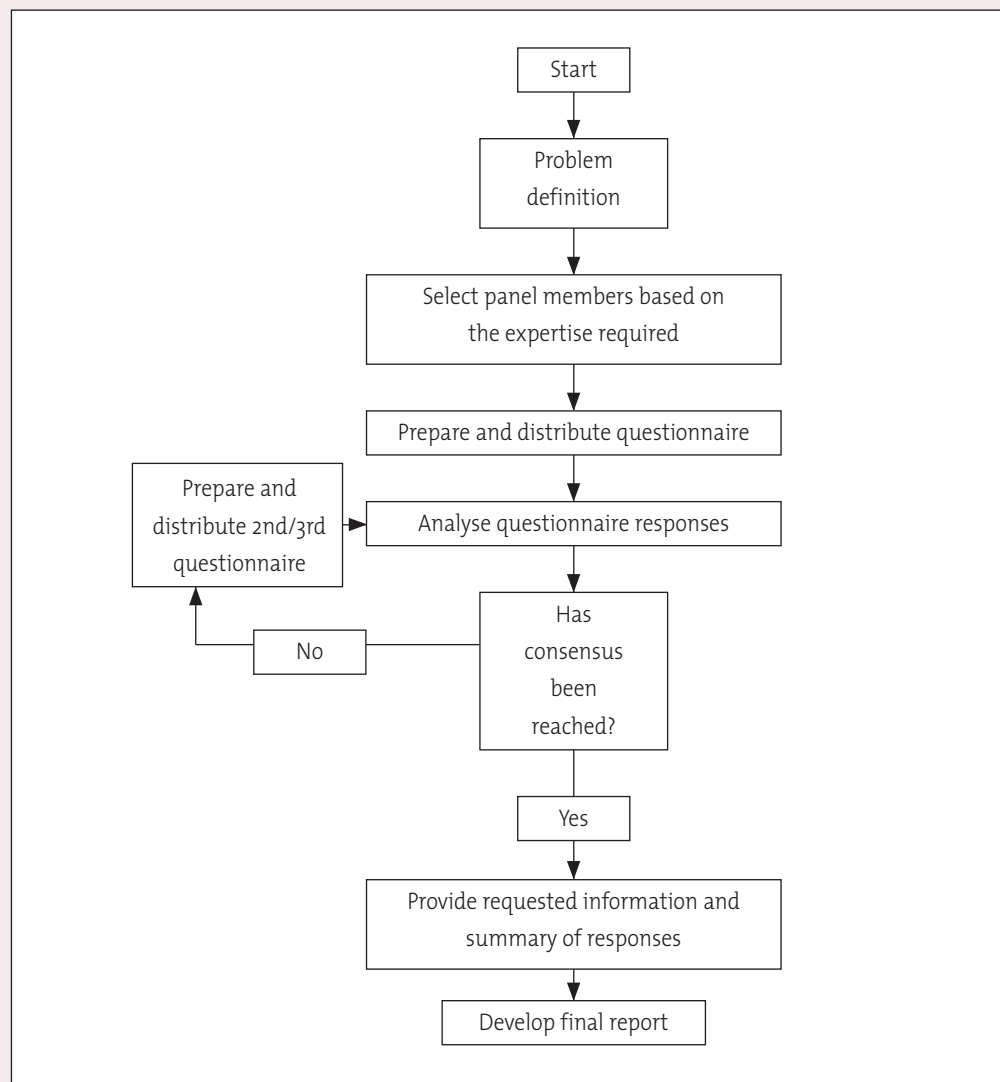 Start
Problem
definition
Select panel members based on
the expertise required
Prepare and distribute questionnaire
Prepare and
distribute 2nd/3rd
questionnaire
Analyse questionnaire responses
Has
consensus
been
reached?
No
Yes
Provide requested information and
summary of responses
Develop final report